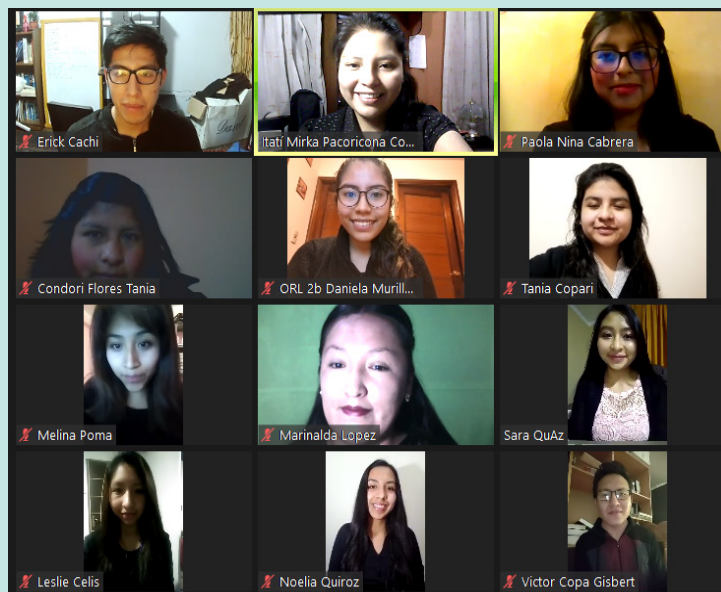 Erick Cachi
Itatí Mirka Pacoricona Co...
Paola Nina Cabrera
Condori Flores Tania
ORL 2b Daniela Murill...
Tania Copari
Melina Poma
Marinalda Lopez
Sara QuAz
Leslie Celis
Noelia Quiroz
Victor Copa Gisbert